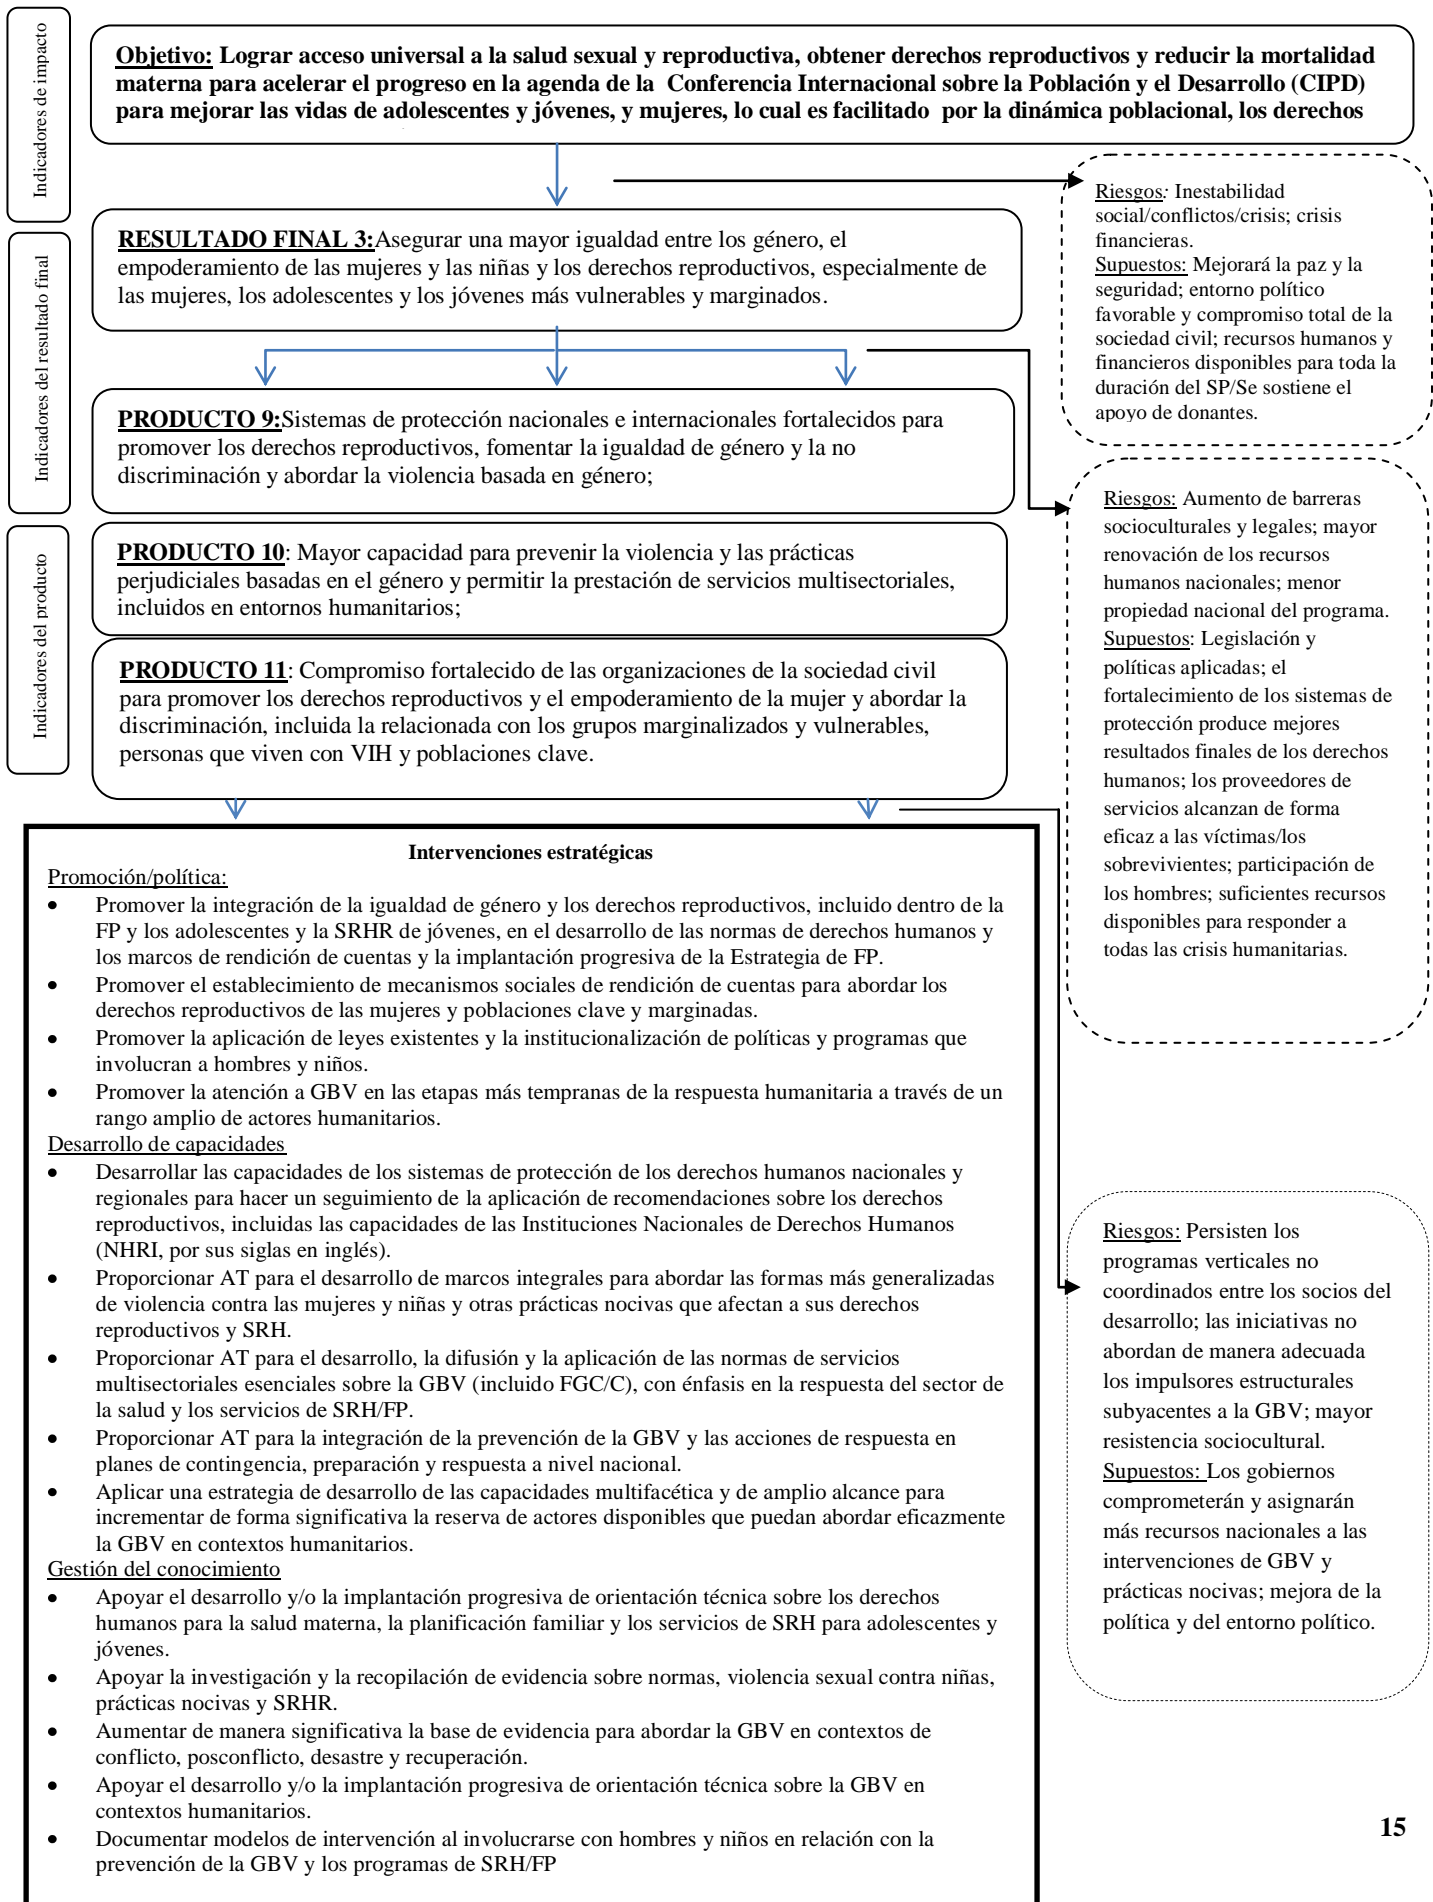 Indicadores de impacto
Objetivo: Lograr acceso universal a la salud sexual y reproductiva, obtener derechos reproductivos y reducir la mortalidad
materna para acelerar el progreso en la agenda de la Conferencia Internacional sobre la Población y el Desarrollo (CIPD)
para mejorar las vidas de adolescentes y jóvenes, y mujeres, lo cual es facilitado por la dinámica poblacional, los derechos
Riesgos: Inestabilidad
social/conflictos/crisis; crisis
financieras.
Supuestos: Mejorará la paz y la
seguridad; entorno político
favorable y compromiso total de la
sociedad civil; recursos humanos y
financieros disponibles para toda la
duración del SP/Se sostiene el
apoyo de donantes.
Indicadores del resultado final
RESULTADO FINAL 3:Asegurar una mayor igualdad entre los género, el
empoderamiento de las mujeres y las niñas y los derechos reproductivos, especialmente de
las mujeres, los adolescentes y los jóvenes más vulnerables y marginados.
PRODUCTO 9:Sistemas de protección nacionales e internacionales fortalecidos para
promover los derechos reproductivos, fomentar la igualdad de género y la no
discriminación y abordar la violencia basada en género;
Indicadores del producto
PRODUCTO 10: Mayor capacidad para prevenir la violencia y las prácticas
perjudiciales basadas en el género y permitir la prestación de servicios multisectoriales,
incluidos en entornos humanitarios;
PRODUCTO 11: Compromiso fortalecido de las organizaciones de la sociedad civil
para promover los derechos reproductivos y el empoderamiento de la mujer y abordar la
discriminación, incluida la relacionada con los grupos marginalizados y vulnerables,
personas que viven con VIH y poblaciones clave.
Riesgos: Aumento de barreras
socioculturales y legales; mayor
renovación de los recursos
humanos nacionales; menor
propiedad nacional del programa.
Supuestos: Legislación y
políticas aplicadas; el
fortalecimiento de los sistemas de
protección produce mejores
resultados finales de los derechos
humanos; los proveedores de
servicios alcanzan de forma
eficaz a las víctimas/los
sobrevivientes; participación de
los hombres; suficientes recursos
disponibles para responder a
todas las crisis humanitarias.
Intervenciones estratégicas
Promoción/política:
• Promover la integración de la igualdad de género y los derechos reproductivos, incluido dentro de la
FP y los adolescentes y la SRHR de jóvenes, en el desarrollo de las normas de derechos humanos y
los marcos de rendición de cuentas y la implantación progresiva de la Estrategia de FP.
• Promover el establecimiento de mecanismos sociales de rendición de cuentas para abordar los
derechos reproductivos de las mujeres y poblaciones clave y marginadas.
• Promover la aplicación de leyes existentes y la institucionalización de políticas y programas que
involucran a hombres y niños.
• Promover la atención a GBV en las etapas más tempranas de la respuesta humanitaria a través de un
rango amplio de actores humanitarios.
Desarrollo de capacidades
• Desarrollar las capacidades de los sistemas de protección de los derechos humanos nacionales y
regionales para hacer un seguimiento de la aplicación de recomendaciones sobre los derechos
reproductivos, incluidas las capacidades de las Instituciones Nacionales de Derechos Humanos
(NHRI, por sus siglas en inglés).
• Proporcionar AT para el desarrollo de marcos integrales para abordar las formas más generalizadas
de violencia contra las mujeres y niñas y otras prácticas nocivas que afectan a sus derechos
reproductivos y SRH.
• Proporcionar AT para el desarrollo, la difusión y la aplicación de las normas de servicios
multisectoriales esenciales sobre la GBV (incluido FGC/C), con énfasis en la respuesta del sector de
la salud y los servicios de SRH/FP.
• Proporcionar AT para la integración de la prevención de la GBV y las acciones de respuesta en
planes de contingencia, preparación y respuesta a nivel nacional.
• Aplicar una estrategia de desarrollo de las capacidades multifacética y de amplio alcance para
incrementar de forma significativa la reserva de actores disponibles que puedan abordar eficazmente
la GBV en contextos humanitarios.
Gestión del conocimiento
• Apoyar el desarrollo y/o la implantación progresiva de orientación técnica sobre los derechos
humanos para la salud materna, la planificación familiar y los servicios de SRH para adolescentes y
jóvenes.
• Apoyar la investigación y la recopilación de evidencia sobre normas, violencia sexual contra niñas,
prácticas nocivas y SRHR.
• Aumentar de manera significativa la base de evidencia para abordar la GBV en contextos de
conflicto, posconflicto, desastre y recuperación.
• Apoyar el desarrollo y/o la implantación progresiva de orientación técnica sobre la GBV en
contextos humanitarios.
• Documentar modelos de intervención al involucrarse con hombres y niños en relación con la
prevención de la GBV y los programas de SRH/FP
Riesgos: Persisten los
programas verticales no
coordinados entre los socios del
desarrollo; las iniciativas no
abordan de manera adecuada
los impulsores estructurales
subyacentes a la GBV; mayor
resistencia sociocultural.
Supuestos: Los gobiernos
comprometerán y asignarán
más recursos nacionales a las
intervenciones de GBV y
prácticas nocivas; mejora de la
política y del entorno político.
15